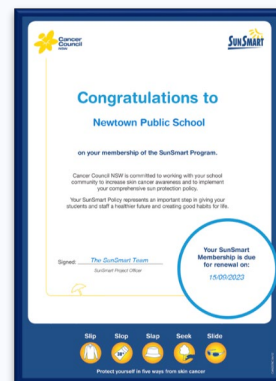 Cancer
Council
NSW
SUNSMART
Congratulations to
Newtown Public School
on your membership of the SunSmart Program.
Cancer Council NSW is committed to working with your school
community to increase skin cancer awareness and to implement
your comprehensive sun protection policy.
Your SunSmart Policy represents an important step in giving your
students and staff a healthier future and creating good habits for life.
Signed: The SunSmart Team
SunSmart Project Officer
Your SunSmart
Membership is due
for renewal on:
15/09/2023
Slip Slop Slap Seek Slide
Protect yourself in five ways from skin cancer